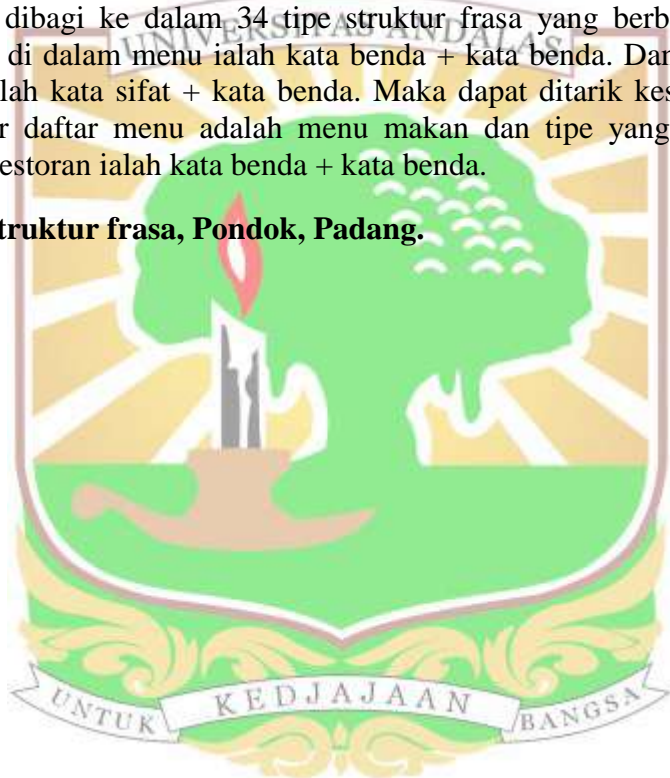 dibagi ke dalam 34 tipe struktur frasa yang berb
UNIVERSITAS ANDALAS
di dalam menu ialah kata benda + kata benda. Dan
lah kata sifat + kata benda. Maka dapat ditarik kes
r daftar menu adalah menu makan dan tipe yang
estoran ialah kata benda + kata benda.
truktur frasa, Pondok, Padang.
UNTUK KEDJAJAAN BANGSA